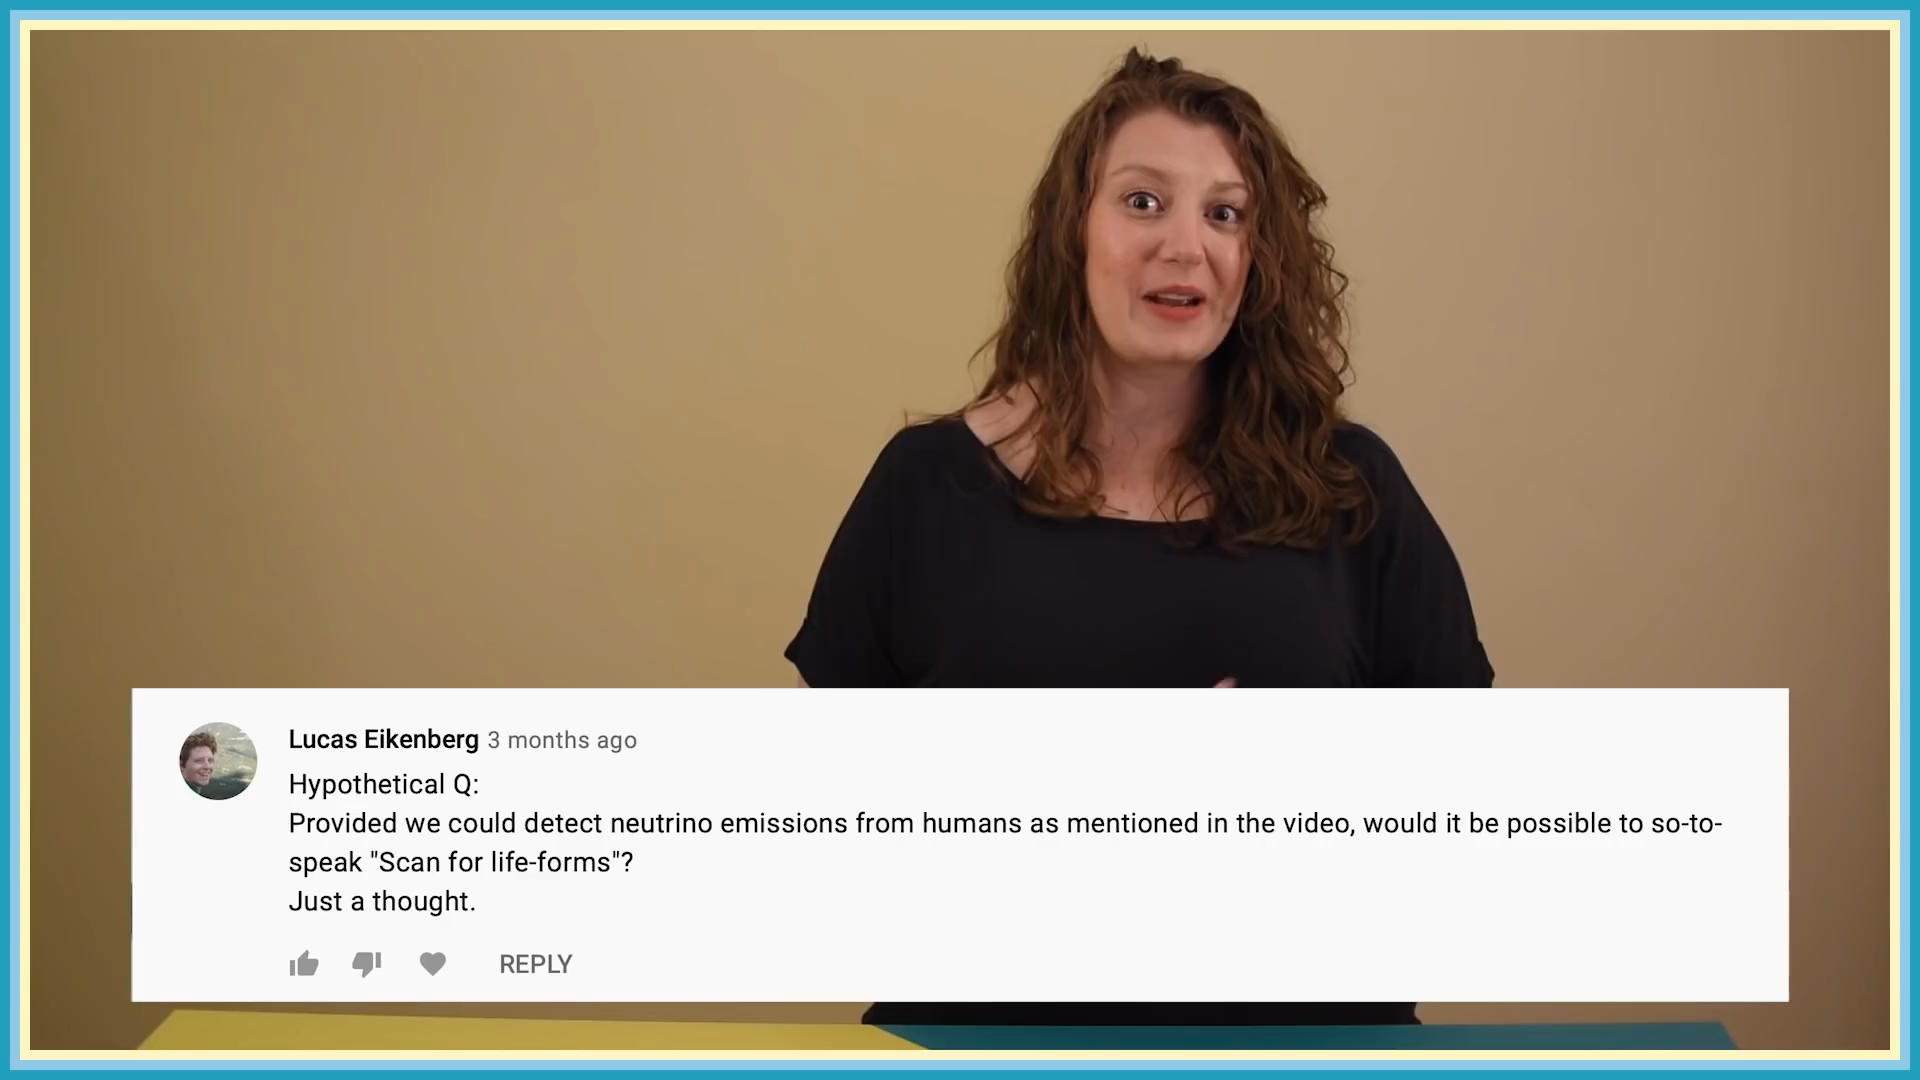 Lucas Eikenberg 3 months ago
Hypothetical Q:
Provided we could detect neutrino emissions from humans as mentioned in the video, would it be possible to so-to-
speak "Scan for life-forms"?
Just a thought.
REPLY